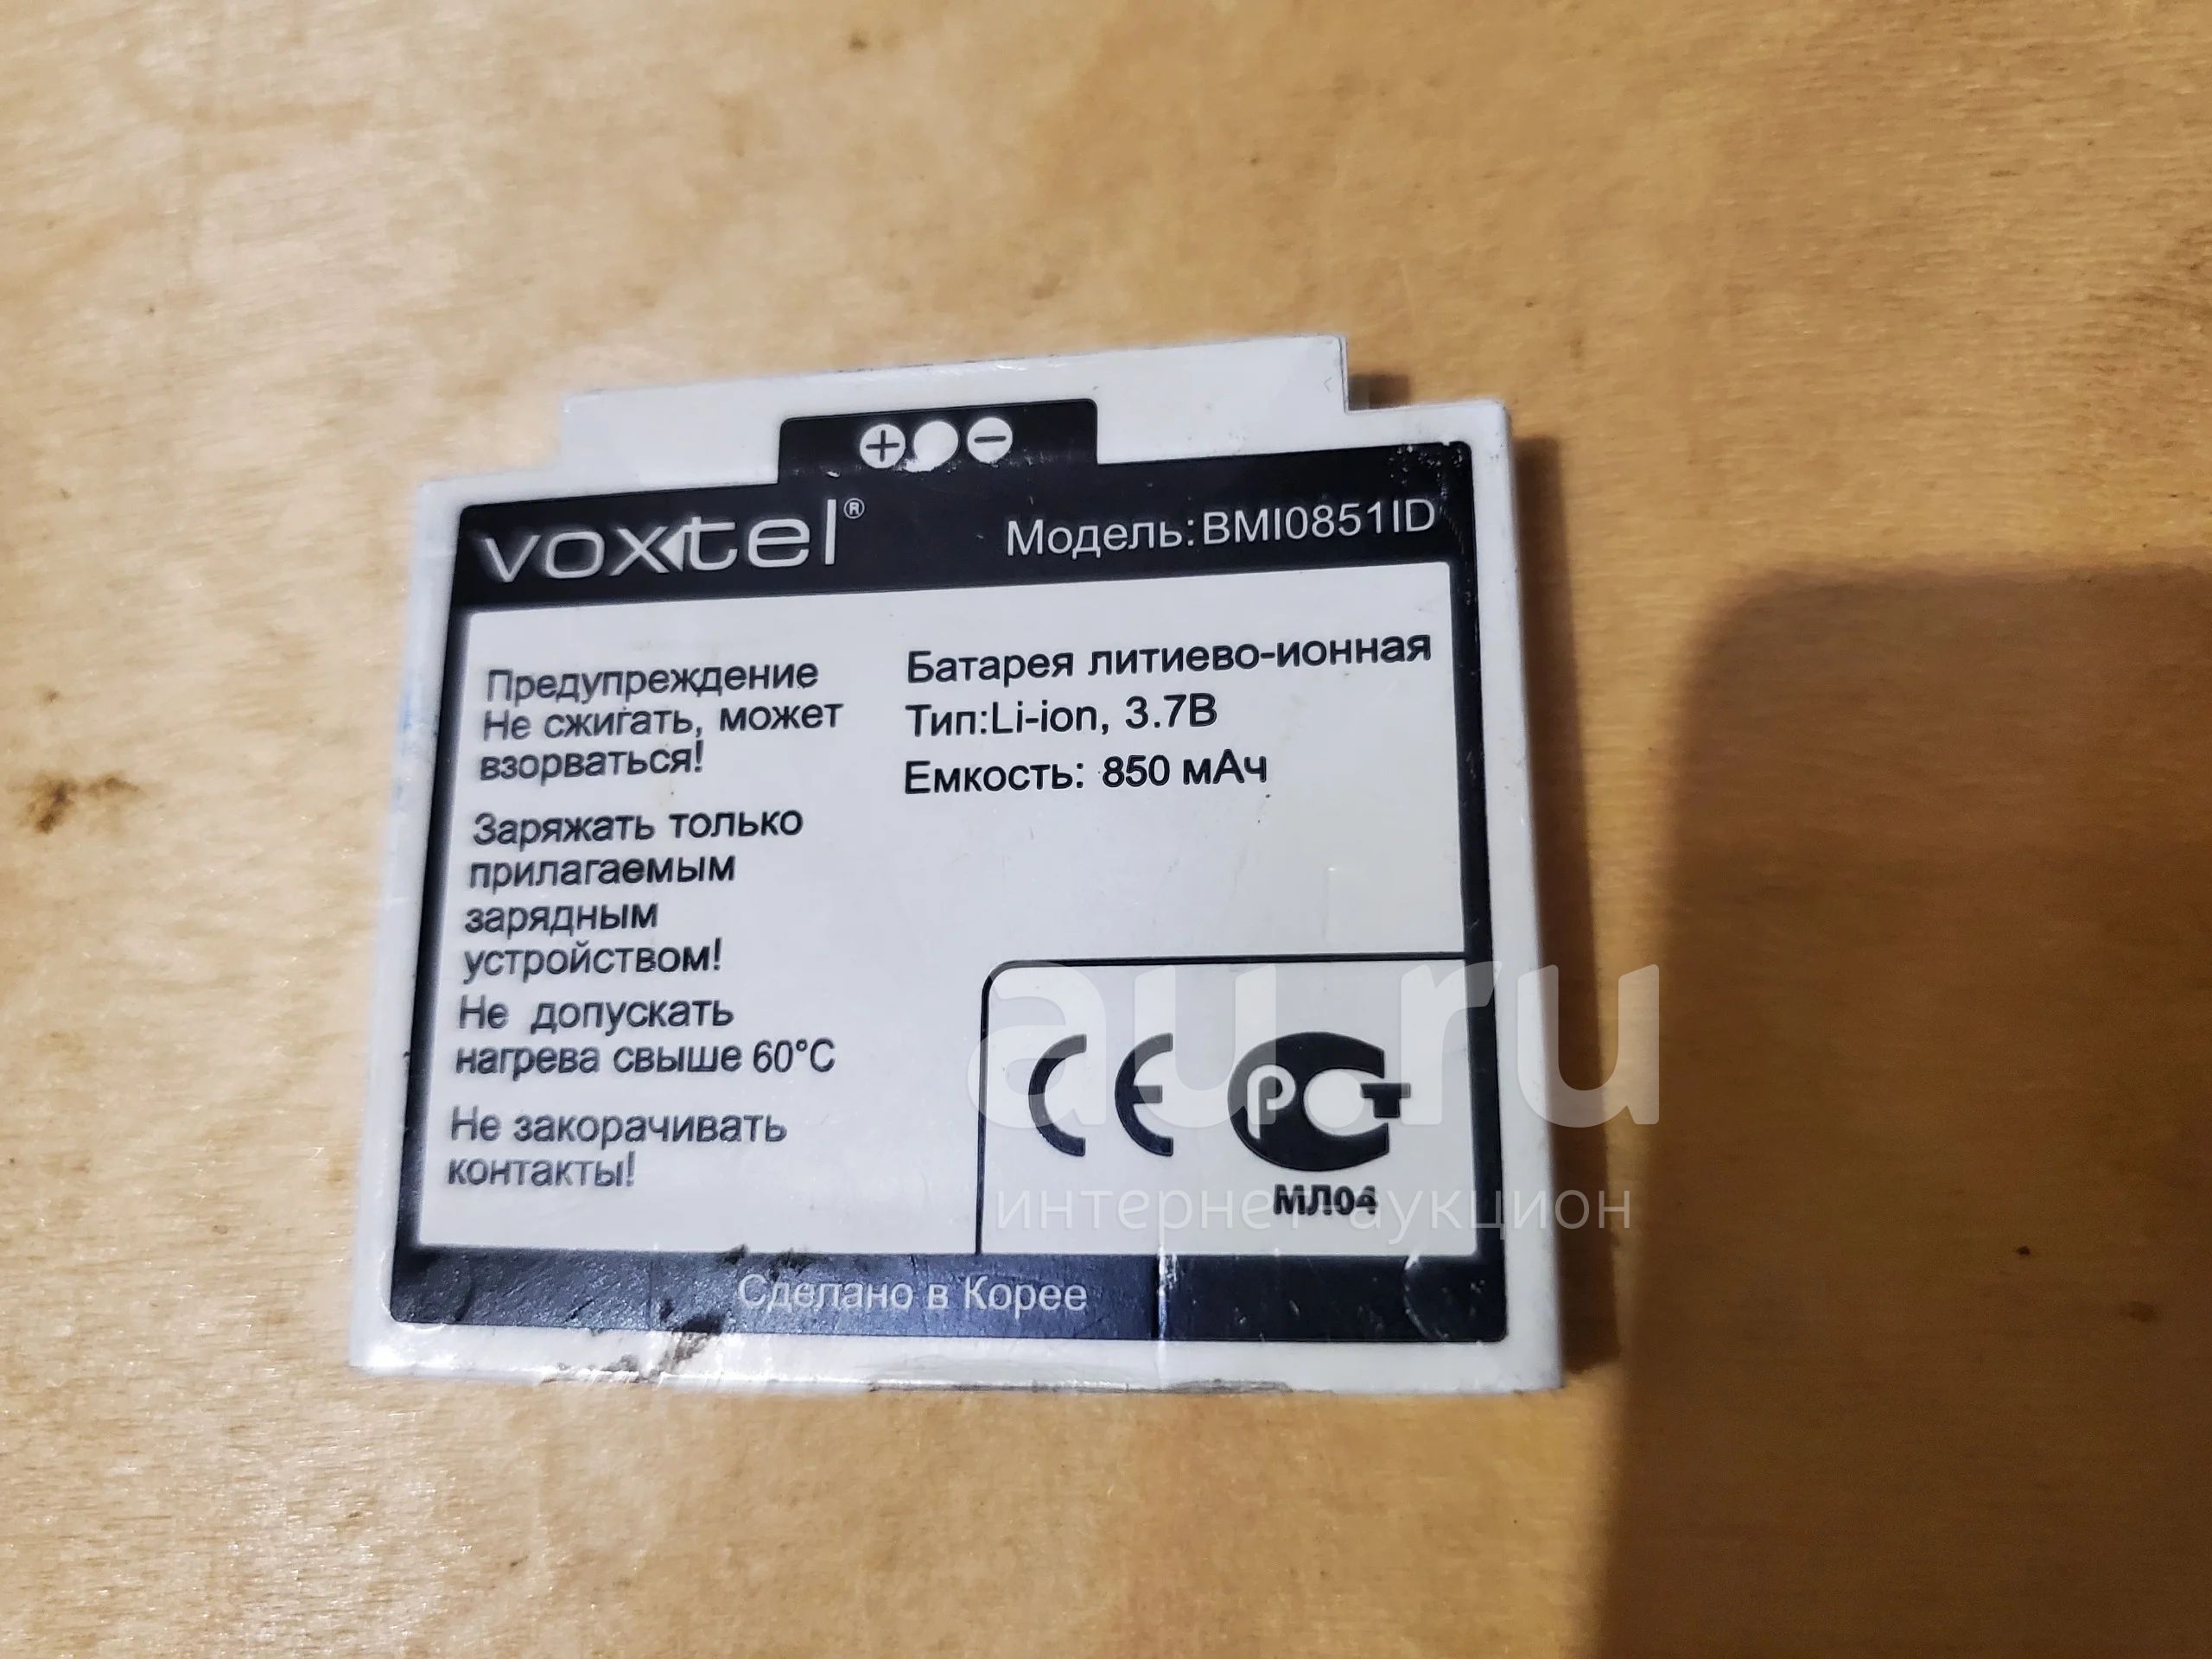 voxtel®
Модель:BMI0851ID
Предупреждение
Не сжигать, может
взорваться!
Заряжать только
прилагаемым
зарядным
устройством!
Не допускать
нагрева свыше 60°С
Не закорачивать
контакты!
Батарея литиево-ионная
Тип:Li-ion, 3.7В
Емкость: 850 мАч
CE РСТ
МЛ04
Сделано в Корее
au.ru
интернет-аукцион